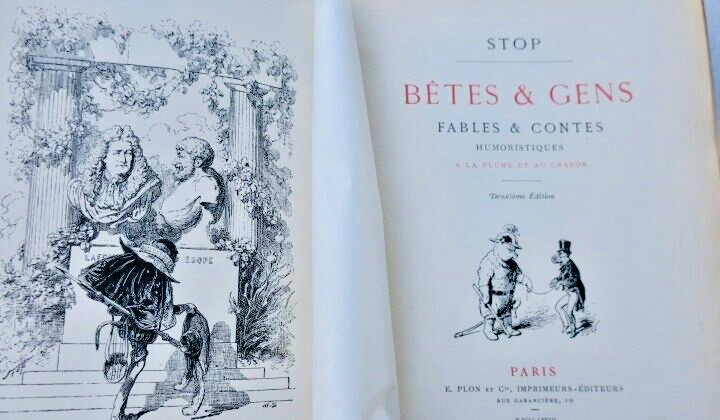 LAFO ESOPE
STOP
BÊTES & GENS
FABLES & CONTES
HUMORISTIQUES
A LA PLUME ET AU CRAYON
Deuxième Édition
PARIS
E. PLON ET Cie, IMPRIMEURS-ÉDITEURS
RUE GARANCIÈRE, 10